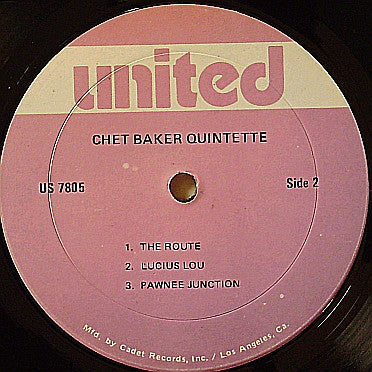 united
CHET BAKER QUINTETTE
US 7805
Side 2
1. THE ROUTE
2. LUCIUS LOU
3. PAWNEE JUNCTION
Mfd. by Cadet Records, Inc. / Los Angeles, Ca.